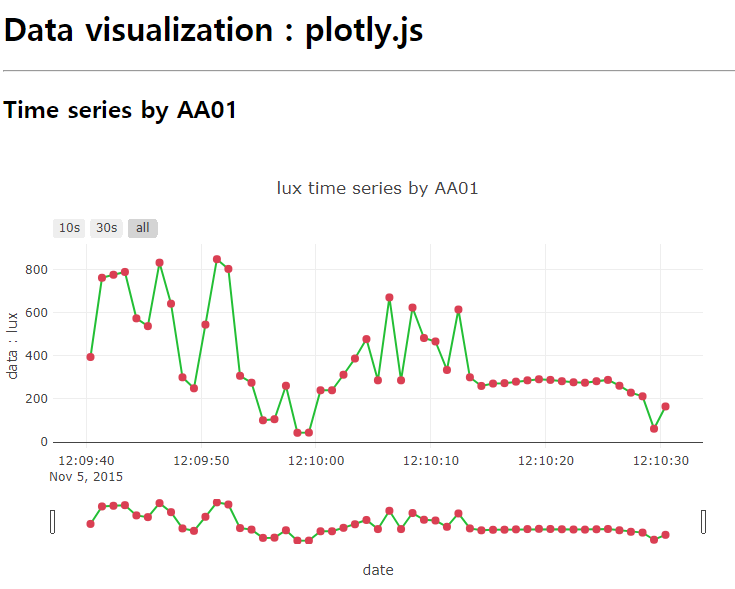 Data visualization : plotly.js
Time series by AA01
lux time series by AA01
10s 30s all
data : lux
800
600
400
200
0
12:09:40 12:09:50 12:10:00 12:10:10 12:10:20 12:10:30
Nov 5, 2015
date